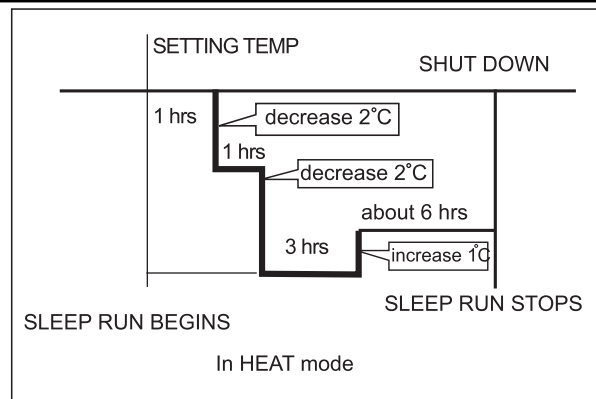 SETTING TEMP
SHUT DOWN
1 hrs
decrease 2°C
1 hrs
decrease 2°C
about 6 hrs
3 hrs
increase 1°C
SLEEP RUN STOPS
SLEEP RUN BEGINS
In HEAT mode